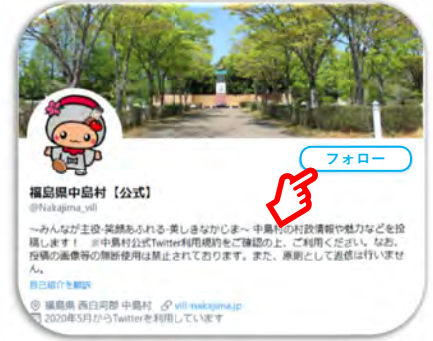 フォロー
福島県中島村【公式】
@Nakajima_vill
～みんなが主役・笑顔あふれる・美しきなかじま～ 中島村の村政情報や魅力などを投
稿します！　※中島村公式Twitter利用規約をご確認の上、ご利用ください。なお、
投稿の画像等の無断使用は禁止されております。また、原則として返信は行いませ
ん。
自己紹介を翻訳
福島県 西白河郡 中島村 vill-nakajima.jp
2020年5月からTwitterを利用しています